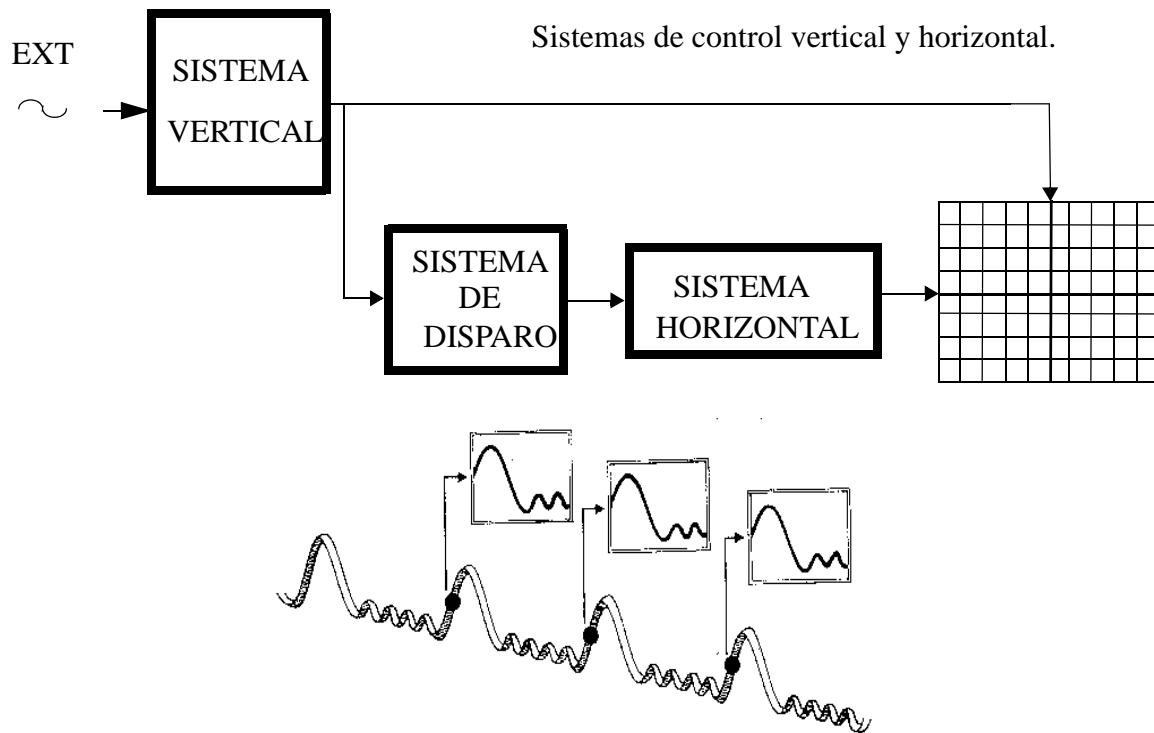 Sistemas de control vertical y horizontal.
EXT
SISTEMA
VERTICAL
SISTEMA
DE
DISPARO
SISTEMA
HORIZONTAL